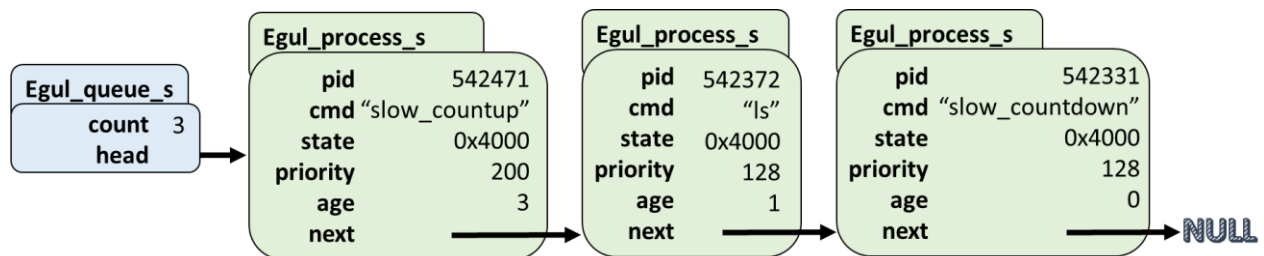 Egul_queue_s
count 3
head
Egul_process_s
pid 542471
cmd “slow_countup”
state 0x4000
priority 200
age 3
next
Egul_process_s
pid 542372
cmd “ls”
state 0x4000
priority 128
age 1
next
Egul_process_s
pid 542331
cmd “slow_countdown”
state 0x4000
priority 128
age 0
next
NULL